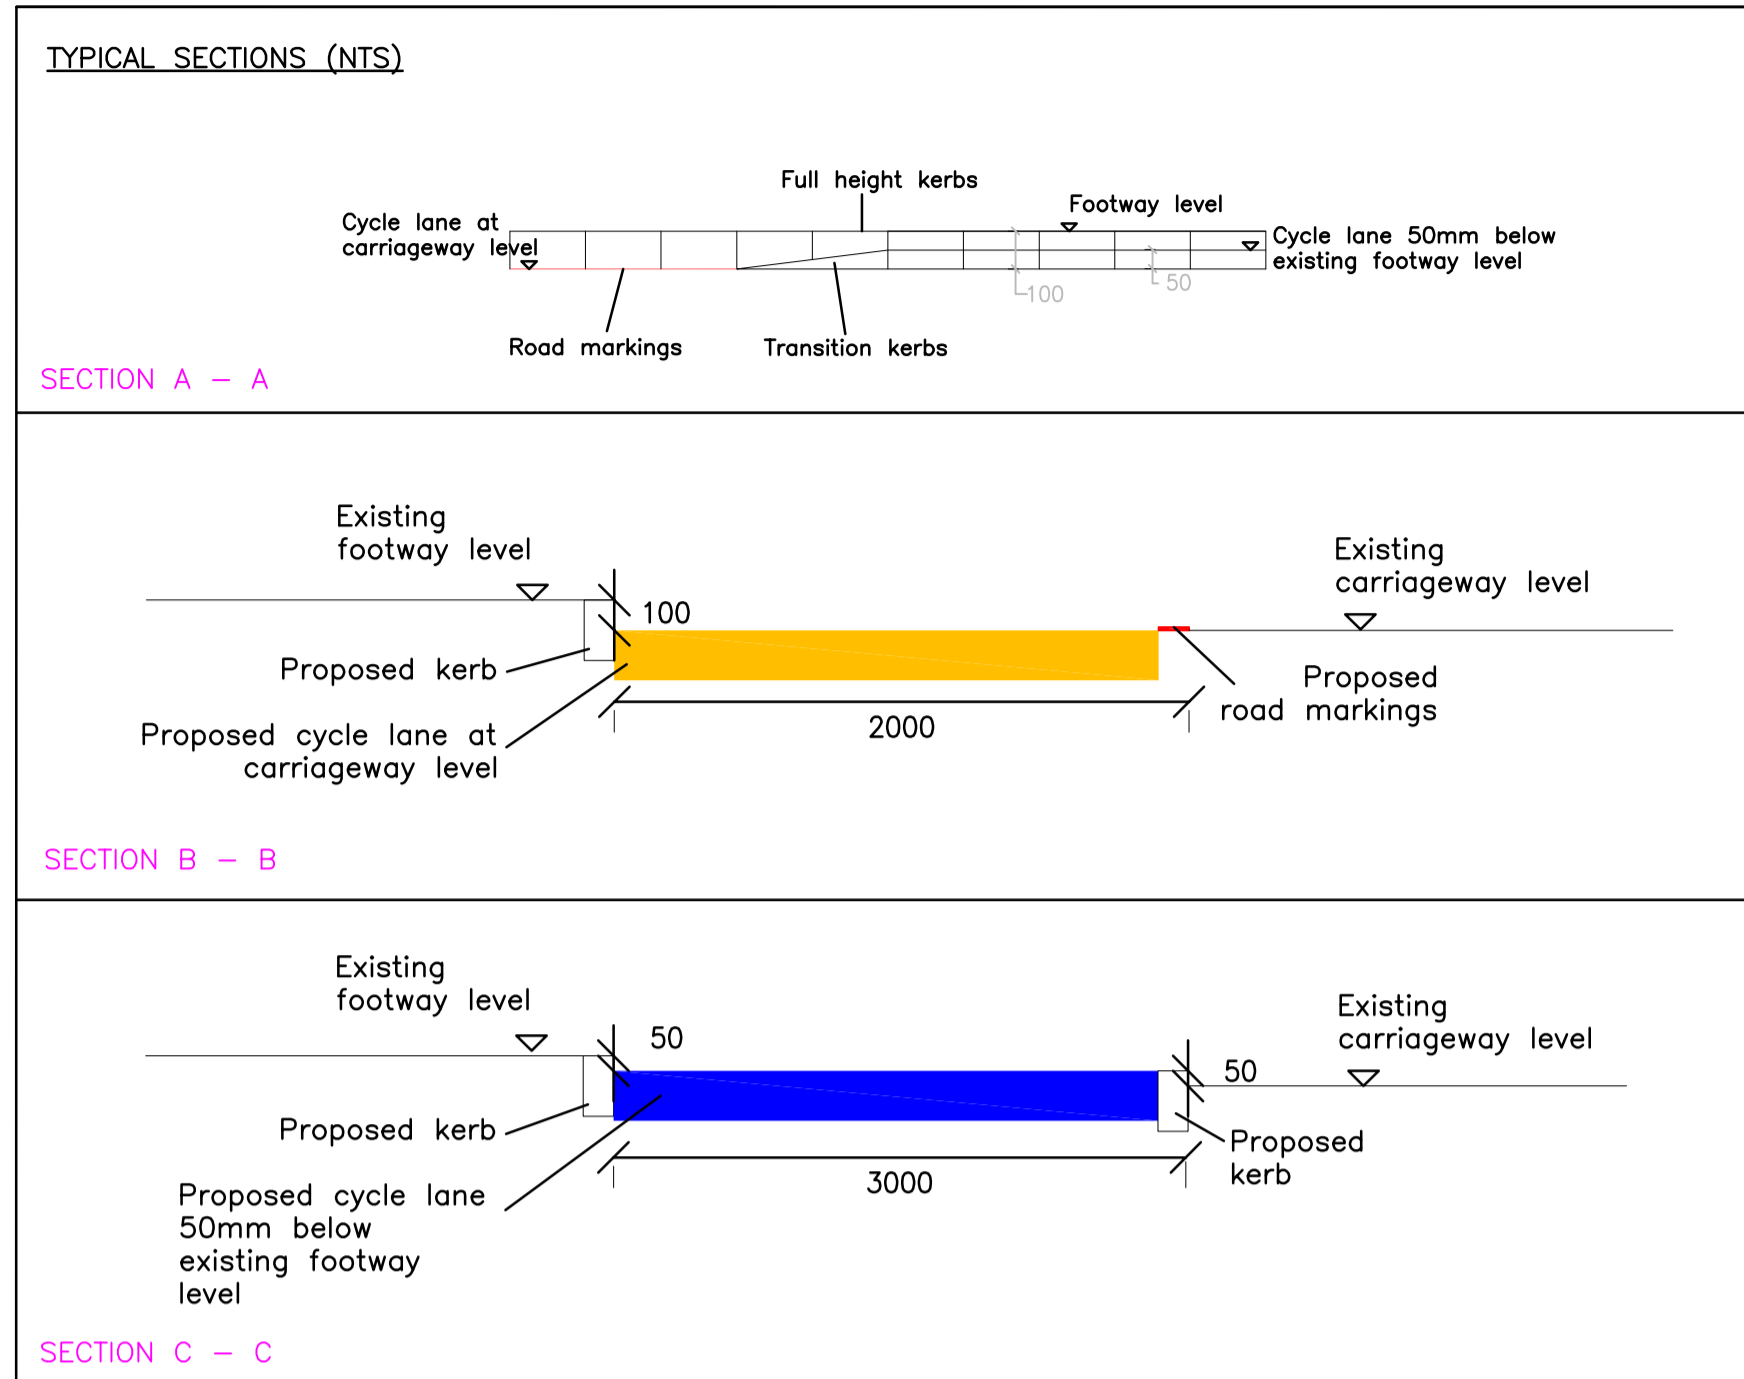 TYPICAL SECTIONS (NTS)
Full height kerbs
Footway level
Cycle lane at
carriageway level
Cycle lane 50mm below
existing footway level
100
50
Road markings
Transition kerbs
SECTION A - A
Existing
footway level
Existing
carriageway level
100
Proposed kerb
Proposed
road markings
Proposed cycle lane at
carriageway level
2000
SECTION B - B
Existing
footway level
Existing
carriageway level
50
50
Proposed kerb
Proposed
kerb
3000
Proposed cycle lane
50mm below
existing footway
level
SECTION C - C